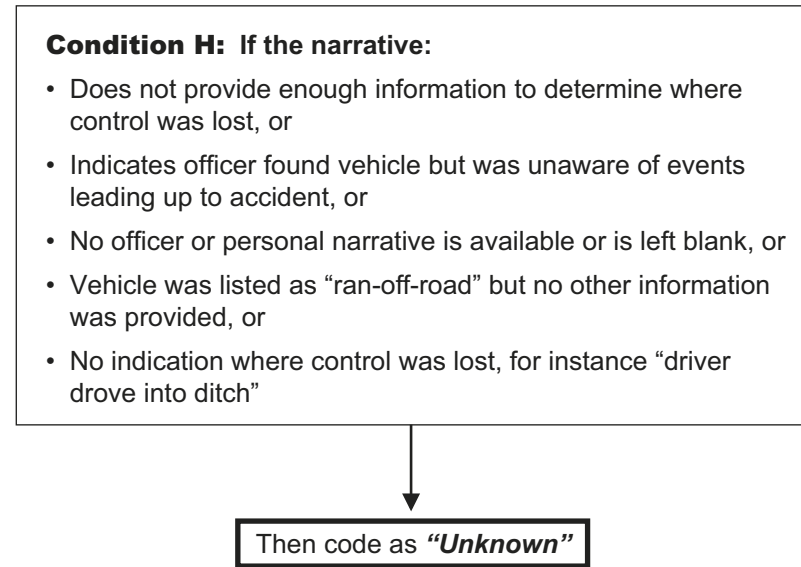 Condition H: If the narrative:
• Does not provide enough information to determine where
control was lost, or
• Indicates officer found vehicle but was unaware of events
leading up to accident, or
• No officer or personal narrative is available or is left blank, or
• Vehicle was listed as “ran-off-road” but no other information
was provided, or
• No indication where control was lost, for instance “driver
drove into ditch”
Then code as “Unknown”